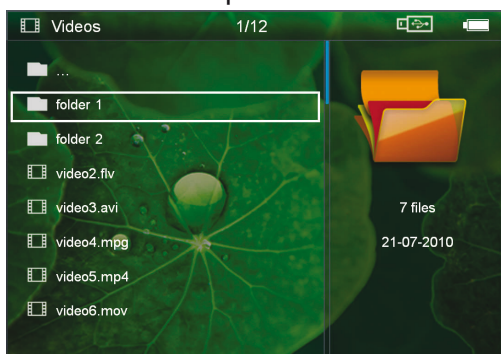 Videos 1/12
...
folder 1
folder 2
video2.flv
video3.avi
video4.mpg
video5.mp4
video6.mov
7 files
21-07-2010